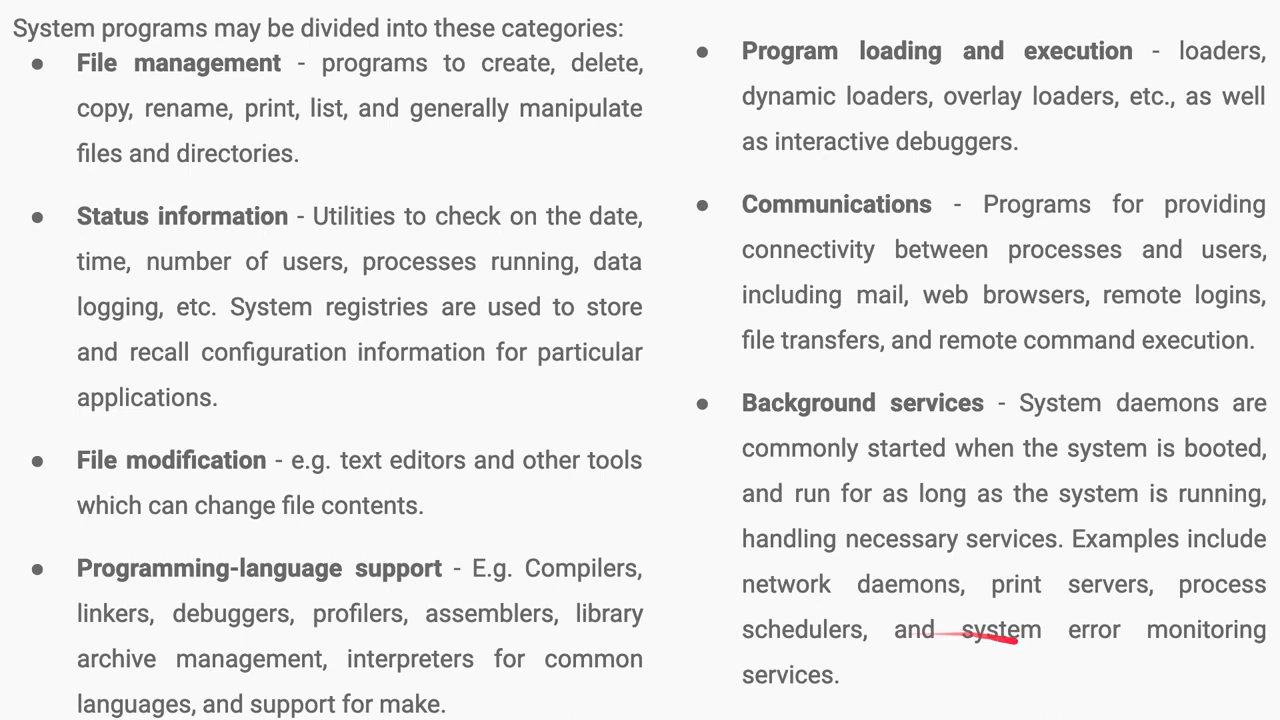 System programs may be divided into these categories:
● File management - programs to create, delete,
copy, rename, print, list, and generally manipulate
files and directories.
● Status information - Utilities to check on the date,
time, number of users, processes running, data
logging, etc. System registries are used to store
and recall configuration information for particular
applications.
● File modification - e.g. text editors and other tools
which can change file contents.
● Programming-language support - E.g. Compilers,
linkers, debuggers, profilers, assemblers, library
archive management, interpreters for common
languages, and support for make.
● Program loading and execution - loaders,
dynamic loaders, overlay loaders, etc., as well
as interactive debuggers.
● Communications - Programs for providing
connectivity between processes and users,
including mail, web browsers, remote logins,
file transfers, and remote command execution.
● Background services - System daemons are
commonly started when the system is booted,
and run for as long as the system is running,
handling necessary services. Examples include
network daemons, print servers, process
schedulers, and system error monitoring
services.